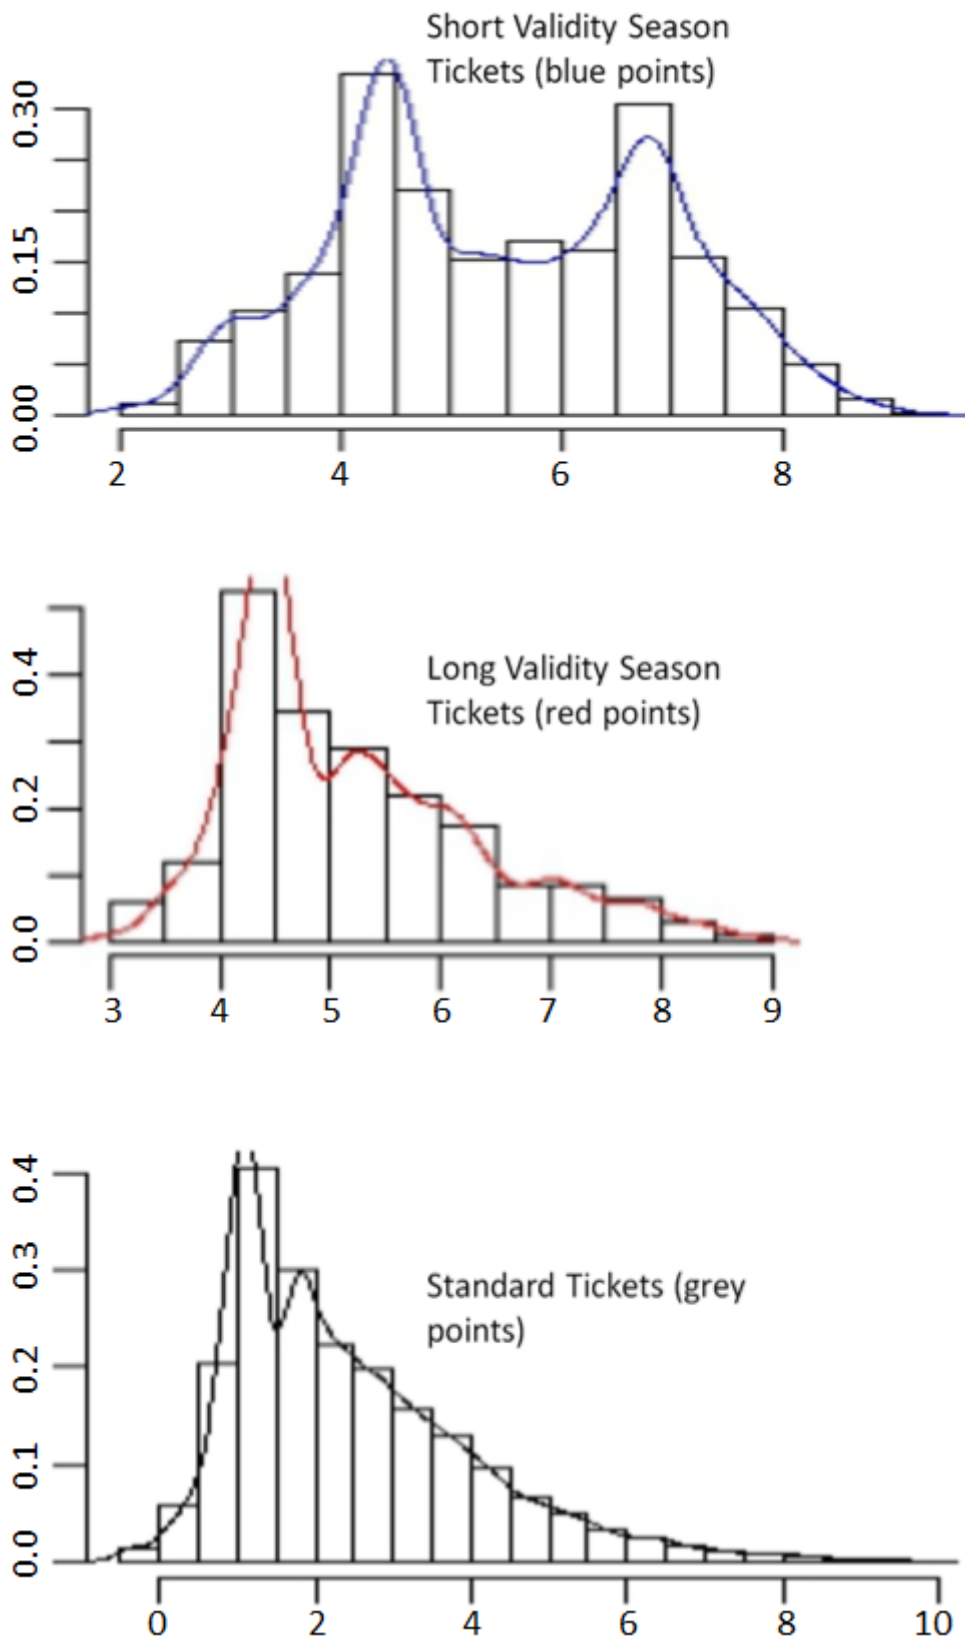 Short Validity Season
Tickets (blue points)
0.30
0.15
0.00
2 4 6 8
Long Validity Season
Tickets (red points)
0.4
0.2
0.0
3 4 5 6 7 8 9
0.4
0.3
Standard Tickets (grey
points)
0.2
0.1
0.0
0 2 4 6 8 10